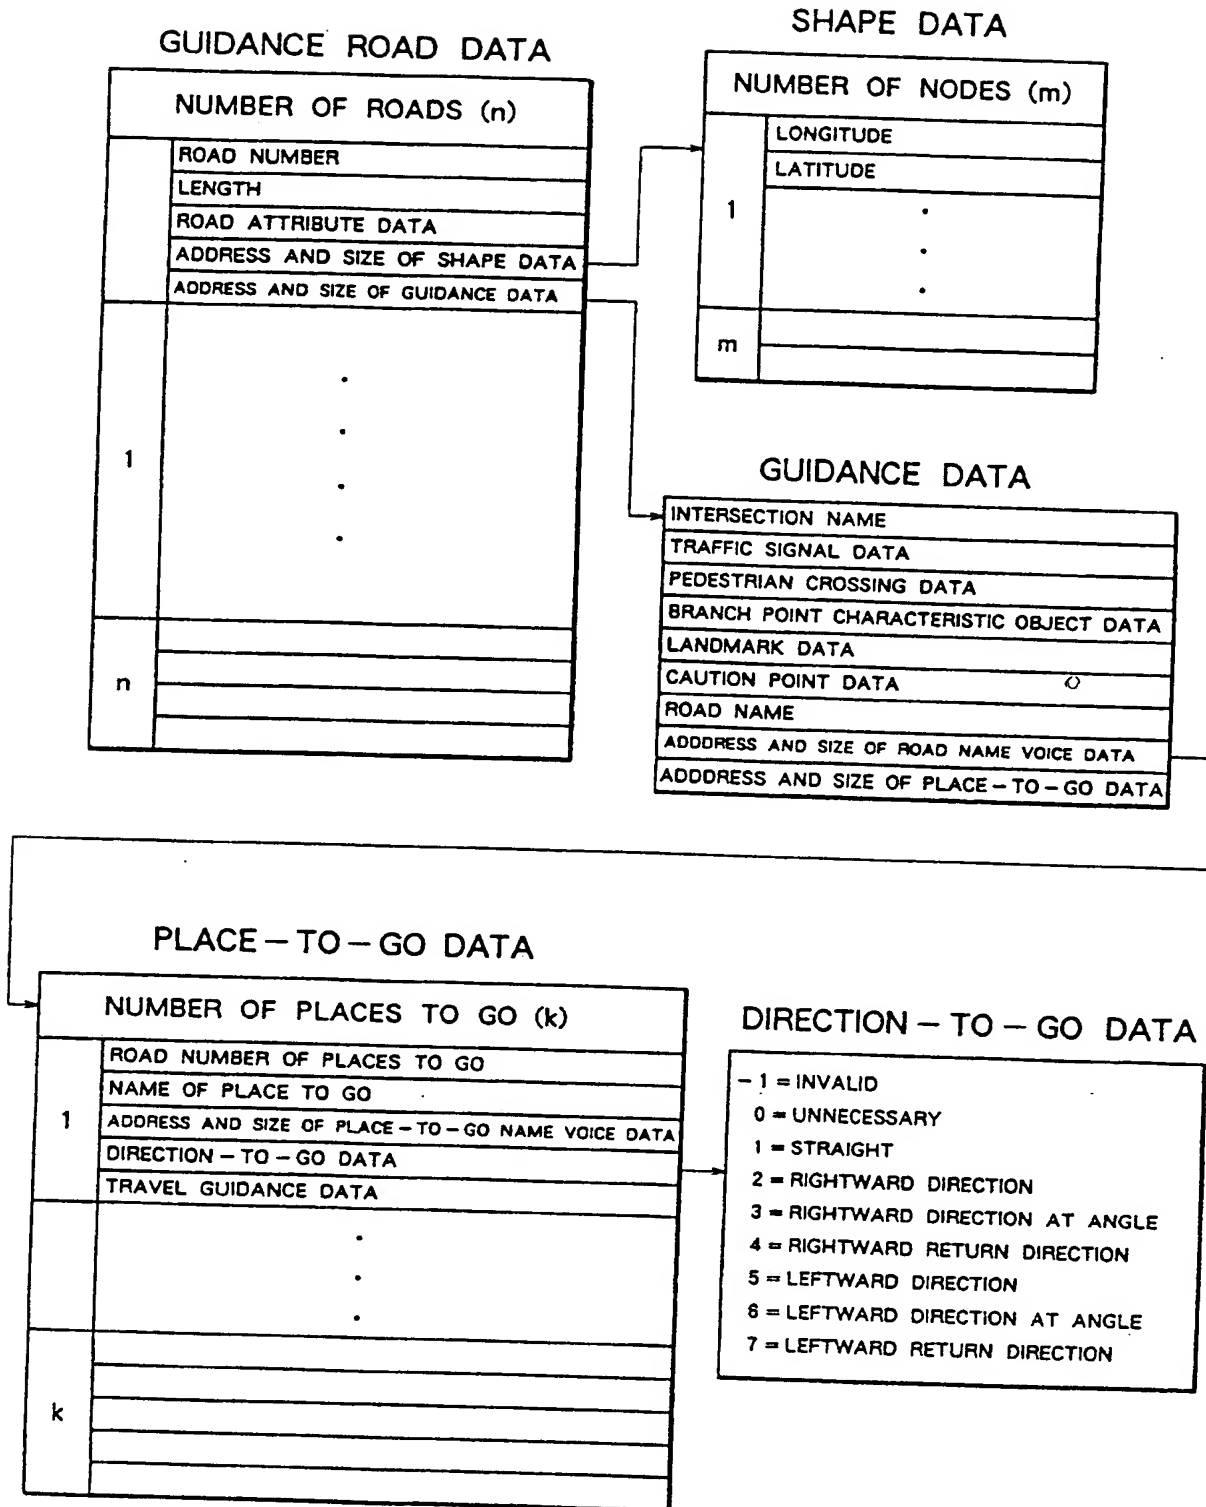 GUIDANCE ROAD DATA
NUMBER OF ROADS (n)
ROAD NUMBER
LENGTH
ROAD ATTRIBUTE DATA
ADDRESS AND SIZE OF SHAPE DATA
ADDRESS AND SIZE OF GUIDANCE DATA
1
n
SHAPE DATA
NUMBER OF NODES (m)
1
LONGITUDE
LATITUDE
m
GUIDANCE DATA
INTERSECTION NAME
TRAFFIC SIGNAL DATA
PEDESTRIAN CROSSING DATA
BRANCH POINT CHARACTERISTIC OBJECT DATA
LANDMARK DATA
CAUTION POINT DATA
ROAD NAME
ADDDRESS AND SIZE OF ROAD NAME VOICE DATA
ADDDRESS AND SIZE OF PLACE-TO-GO DATA
PLACE-TO-GO DATA
NUMBER OF PLACES TO GO (k)
1
ROAD NUMBER OF PLACES TO GO
NAME OF PLACE TO GO
ADDRESS AND SIZE OF PLACE-TO-GO NAME VOICE DATA
DIRECTION-TO-GO DATA
TRAVEL GUIDANCE DATA
k
DIRECTION-TO-GO DATA
-1 = INVALID
0 = UNNECESSARY
1 = STRAIGHT
2 = RIGHTWARD DIRECTION
3 = RIGHTWARD DIRECTION AT ANGLE
4 = RIGHTWARD RETURN DIRECTION
5 = LEFTWARD DIRECTION
6 = LEFTWARD DIRECTION AT ANGLE
7 = LEFTWARD RETURN DIRECTION